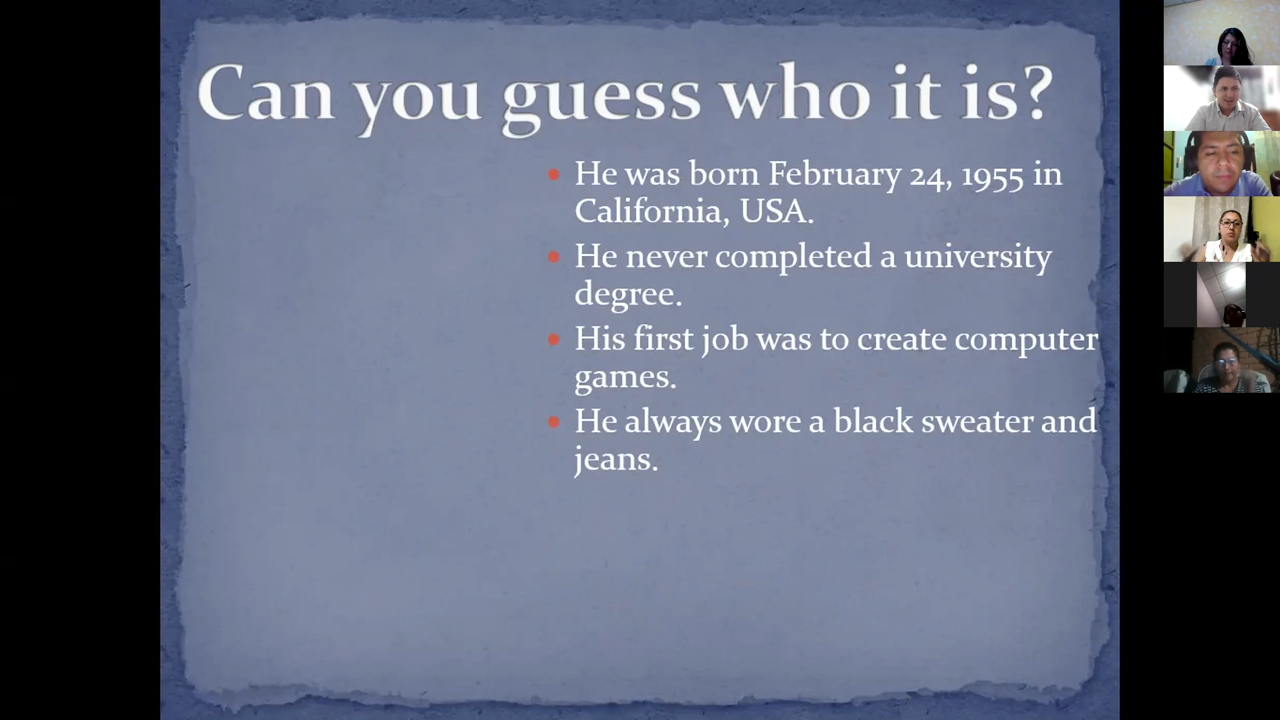 Can you guess who it is?
He was born February 24, 1955 in
California, USA.
He never completed a university
degree.
His first job was to create computer
games.
He always wore a black sweater and
jeans.